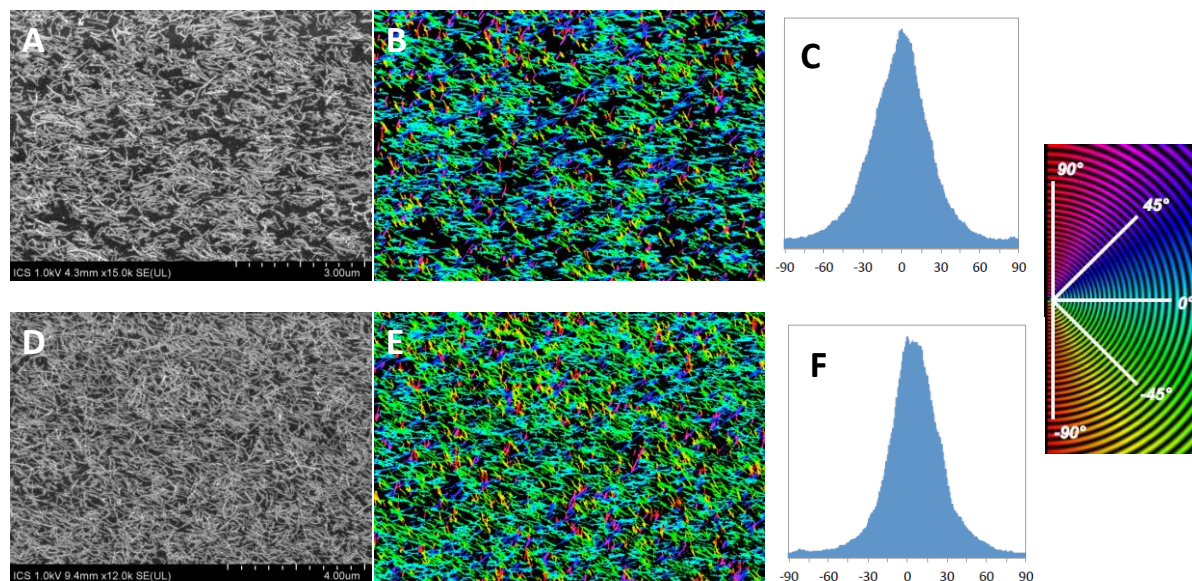 A
B
C
ICS 1.0kV 4.3mm x15.0k SE(UL)
3.00um
-90 -60 -30 0 30 60 90
90°
45°
0°
-45°
-90°
D
E
F
ICS 1.0kV 9.4mm x12.0k SE(UL)
4.00um
-90 -60 -30 0 30 60 90